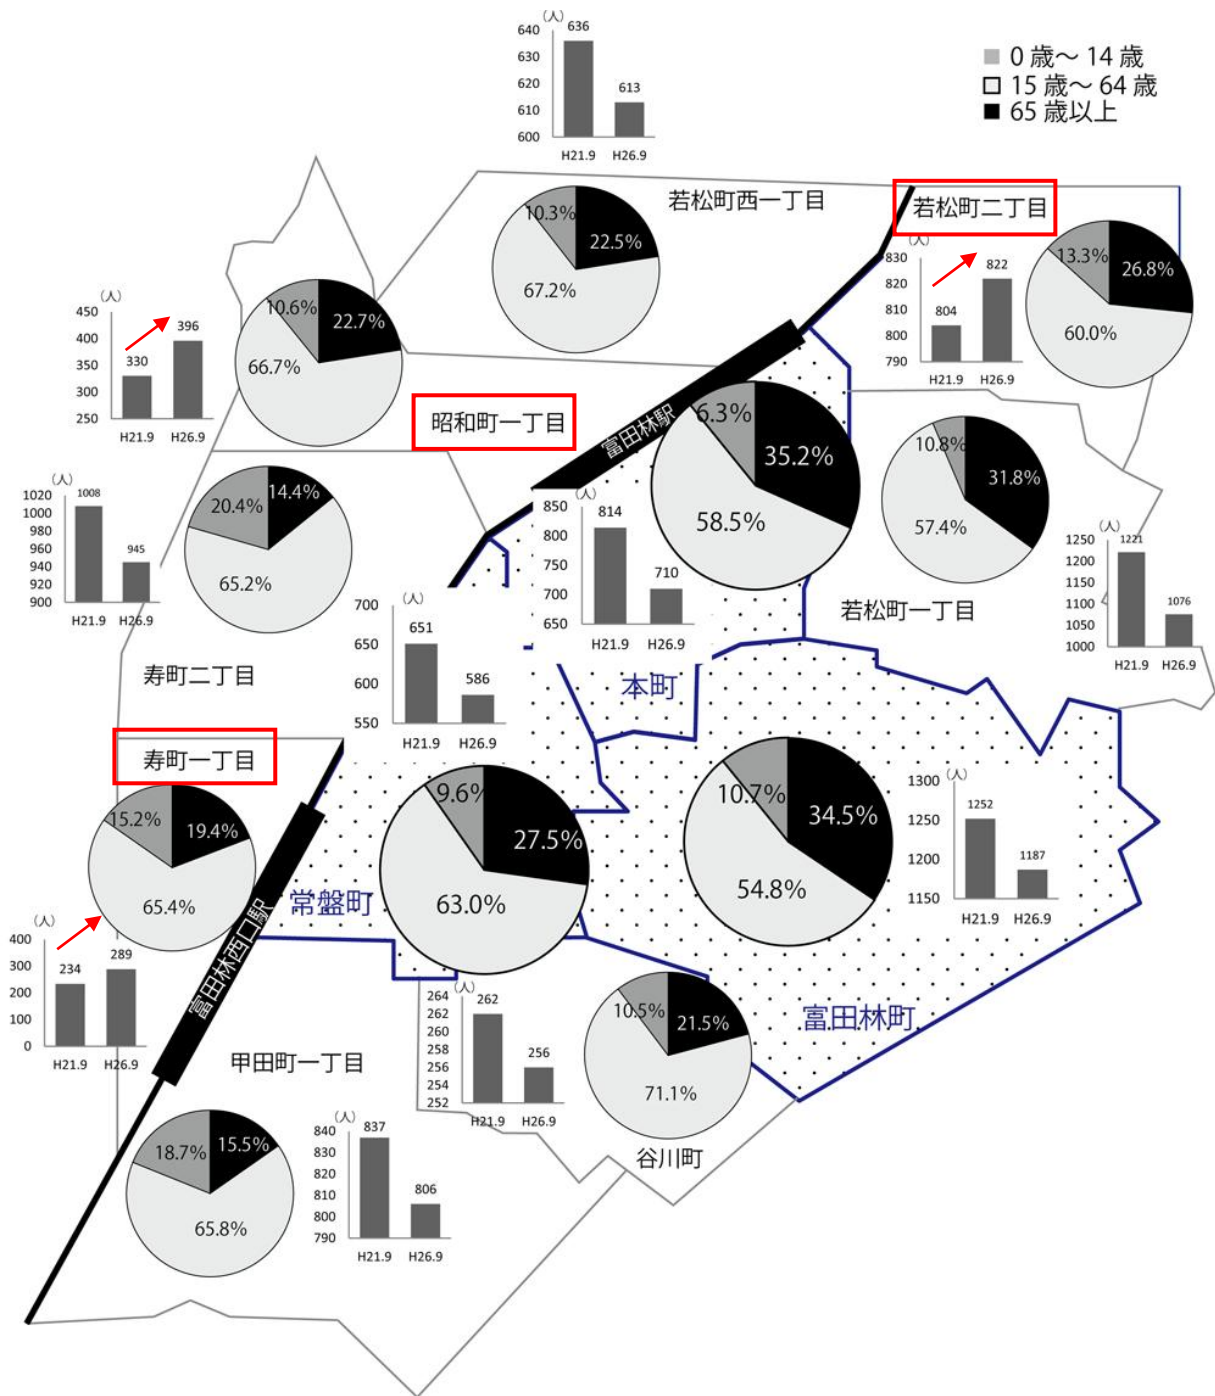 0歳～14歳
15歳～64歳
65歳以上
(人)
640
630
620
610
600
636
613
H21.9
H26.9
若松町西一丁目
10.3%
22.5%
67.2%
若松町二丁目
(人)
830
820
810
800
790
804
822
H21.9
H26.9
13.3%
26.8%
60.0%
(人)
450
400
350
300
250
330
396
H21.9
H26.9
10.6%
22.7%
66.7%
昭和町一丁目
富田林駅
6.3%
35.2%
58.5%
10.8%
31.8%
57.4%
(人)
1020
1000
980
960
940
920
900
1008
945
H21.9
H26.9
20.4%
14.4%
65.2%
(人)
850
800
750
700
650
814
710
H21.9
H26.9
若松町一丁目
(人)
1250
1200
1150
1100
1050
1000
1221
1076
H21.9
H26.9
寿町二丁目
(人)
700
650
600
550
651
586
H21.9
H26.9
本町
寿町一丁目
15.2%
19.4%
65.4%
9.6%
27.5%
63.0%
常盤町
10.7%
34.5%
54.8%
(人)
1300
1250
1200
1150
1252
1187
H21.9
H26.9
富田林西口駅
(人)
400
300
200
100
0
234
289
H21.9
H26.9
(人)
264
262
260
258
256
254
252
262
256
H21.9
H26.9
10.5%
21.5%
71.1%
富田林町
甲田町一丁目
谷川町
18.7%
15.5%
65.8%
(人)
840
830
820
810
800
790
837
806
H21.9
H26.9